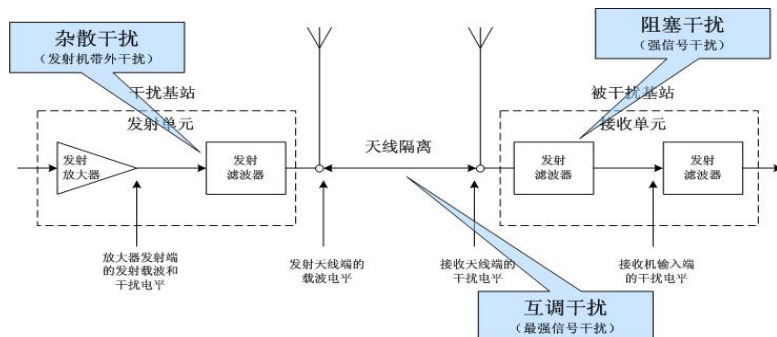 杂散干扰
（发射机带外干扰）
阻塞干扰
（强信号干扰）
干扰基站
发射单元
被干扰基站
接收单元
天线隔离
发射
放大器
发射
滤波器
发射
滤波器
发射
滤波器
放大器发射端
的发射载波和
干扰电平
发射天线端的
载波电平
接收天线端的
干扰电平
接收机输入端
的干扰电平
互调干扰
（最强信号干扰）